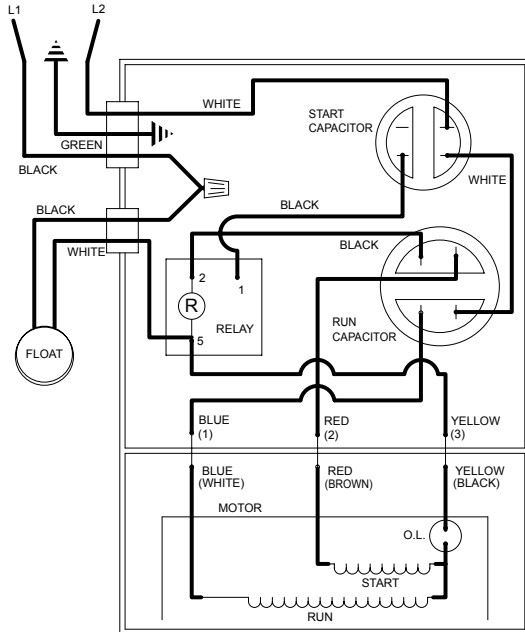 L1
L2
WHITE
GREEN
BLACK
START
CAPACITOR
WHITE
BLACK
BLACK
BLACK
WHITE
2
1
R
RELAY
5
RUN
CAPACITOR
FLOAT
BLUE
(1)
RED
(2)
YELLOW
(3)
BLUE
(WHITE)
RED
(BROWN)
YELLOW
(BLACK)
MOTOR
O.L.
START
RUN